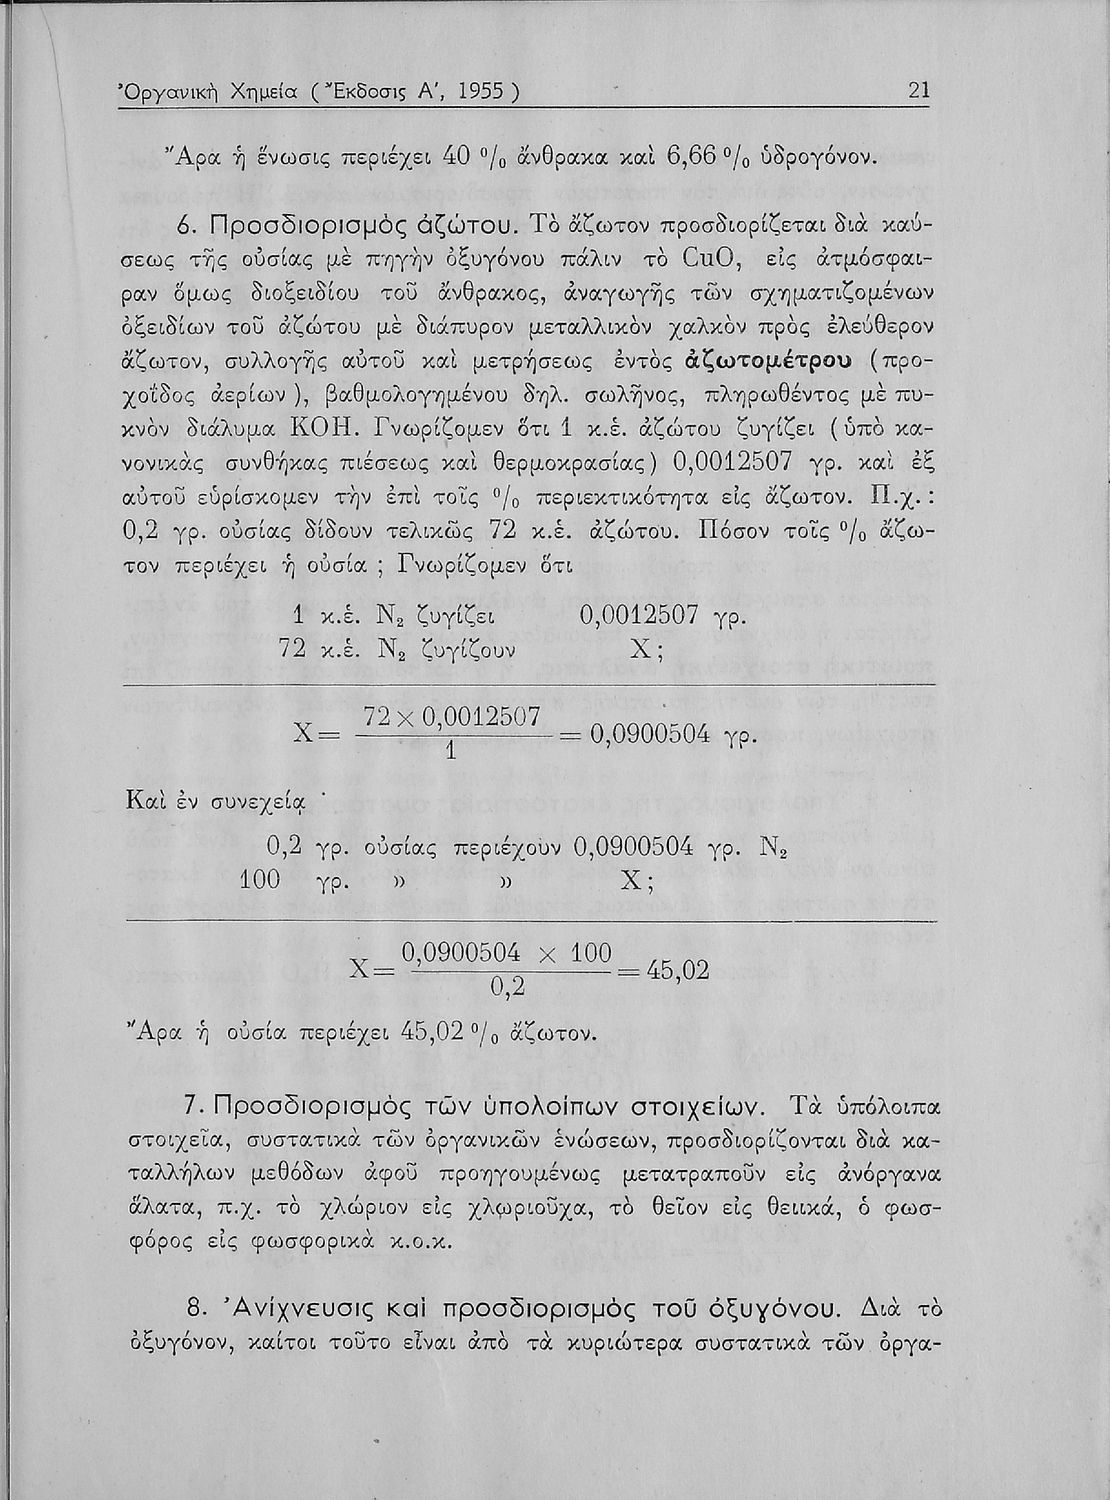 Ὀργανικὴ Χημεία ( Ἔκδοσις Α', 1955 ) 21
Ἄρα ἡ ἕνωσις περιέχει 40 % ἄνθρακα καὶ 6,66 % ὑδρογόνον.
6. Προσδιορισμὸς ἀζώτου. Τὸ ἄζωτον προσδιορίζεται διὰ καύ-
σεως τῆς οὐσίας μὲ πηγὴν ὀξυγόνου πάλιν τὸ CuO, εἰς ἀτμόσφαι-
ραν ὅμως διοξειδίου τοῦ ἄνθρακος, ἀναγωγῆς τῶν σχηματιζομένων
ὀξειδίων τοῦ ἀζώτου μὲ διάπυρον μεταλλικὸν χαλκὸν πρὸς ἐλεύθερον
ἄζωτον, συλλογῆς αὐτοῦ καὶ μετρήσεως ἐντὸς ἀζωτομέτρου (προ-
χοΐδος ἀερίων ), βαθμολογημένου δηλ. σωλῆνος, πληρωθέντος μὲ πυ-
κνὸν διάλυμα KOH. Γνωρίζομεν ὅτι 1 κ.ἑ. ἀζώτου ζυγίζει (ὑπὸ κα-
νονικὰς συνθήκας πιέσεως καὶ θερμοκρασίας) 0,0012507 γρ. καὶ ἐξ
αὐτοῦ εὑρίσκομεν τὴν ἐπὶ τοῖς % περιεκτικότητα εἰς ἄζωτον. Π.χ. :
0,2 γρ. οὐσίας δίδουν τελικῶς 72 κ.ἑ. ἀζώτου. Πόσον τοῖς % ἄζω-
τον περιέχει ἡ οὐσία ; Γνωρίζομεν ὅτι
1 κ.ἑ. N₂ ζυγίζει 0,0012507 γρ.
72 κ.ἑ. N₂ ζυγίζουν X ;
72 × 0,0012507
X = = 0,0900504 γρ.
1
Καὶ ἐν συνεχείᾳ
0,2 γρ. οὐσίας περιέχουν 0,0900504 γρ. N₂
100 γρ. » » X ;
0,0900504 × 100
X = = 45,02
0,2
Ἄρα ἡ οὐσία περιέχει 45,02 % ἄζωτον.
7. Προσδιορισμὸς τῶν ὑπολοίπων στοιχείων. Τὰ ὑπόλοιπα
στοιχεῖα, συστατικὰ τῶν ὀργανικῶν ἑνώσεων, προσδιορίζονται διὰ κα-
ταλλήλων μεθόδων ἀφοῦ προηγουμένως μετατραποῦν εἰς ἀνόργανα
ἅλατα, π.χ. τὸ χλώριον εἰς χλωριοῦχα, τὸ θεῖον εἰς θειικά, ὁ φωσ-
φόρος εἰς φωσφορικὰ κ.ο.κ.
8. Ἀνίχνευσις καὶ προσδιορισμὸς τοῦ ὀξυγόνου. Διὰ τὸ
ὀξυγόνον, καίτοι τοῦτο εἶναι ἀπὸ τὰ κυριώτερα συστατικὰ τῶν ὀργα-